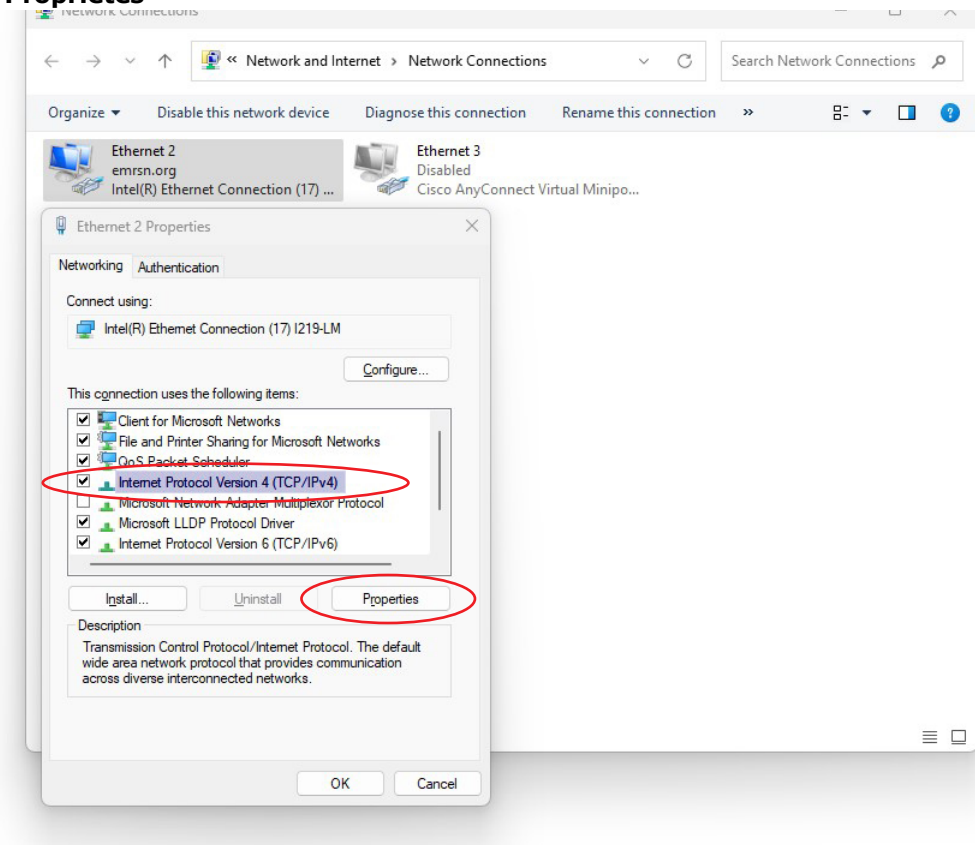 Network Connections
« Network and Internet › Network Connections
Search Network Connections
Organize
Disable this network device
Diagnose this connection
Rename this connection
»
?
Ethernet 2
emrsn.org
Intel(R) Ethernet Connection (17) ...
Ethernet 3
Disabled
Cisco AnyConnect Virtual Minipo...
Ethernet 2 Properties
Networking
Authentication
Connect using:
Intel(R) Ethernet Connection (17) I219-LM
Configure...
This connection uses the following items:
Client for Microsoft Networks
File and Printer Sharing for Microsoft Networks
QoS Packet Scheduler
Internet Protocol Version 4 (TCP/IPv4)
Microsoft Network Adapter Multiplexor Protocol
Microsoft LLDP Protocol Driver
Internet Protocol Version 6 (TCP/IPv6)
Install...
Uninstall
Properties
Description
Transmission Control Protocol/Internet Protocol. The default
wide area network protocol that provides communication
across diverse interconnected networks.
OK
Cancel